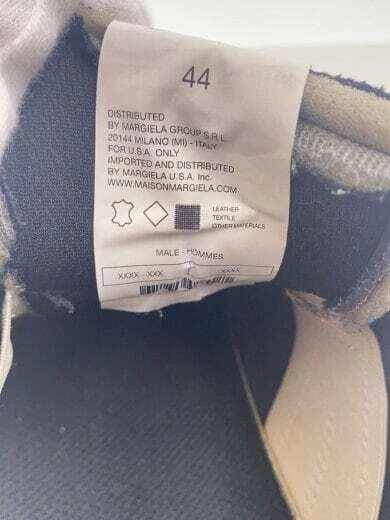 44
DISTRIBUTED
BY MARGIELA GROUP S.R.L.
20144 MILANO (MI) - ITALY
FOR U.S.A. ONLY
IMPORTED AND DISTRIBUTED
BY MARGIELA U.S.A. Inc.
WWW.MAISONMARGIELA.COM
LEATHER
TEXTILE
OTHER MATERIALS
MALE - HOMMES
XXXX - XXX XXXX